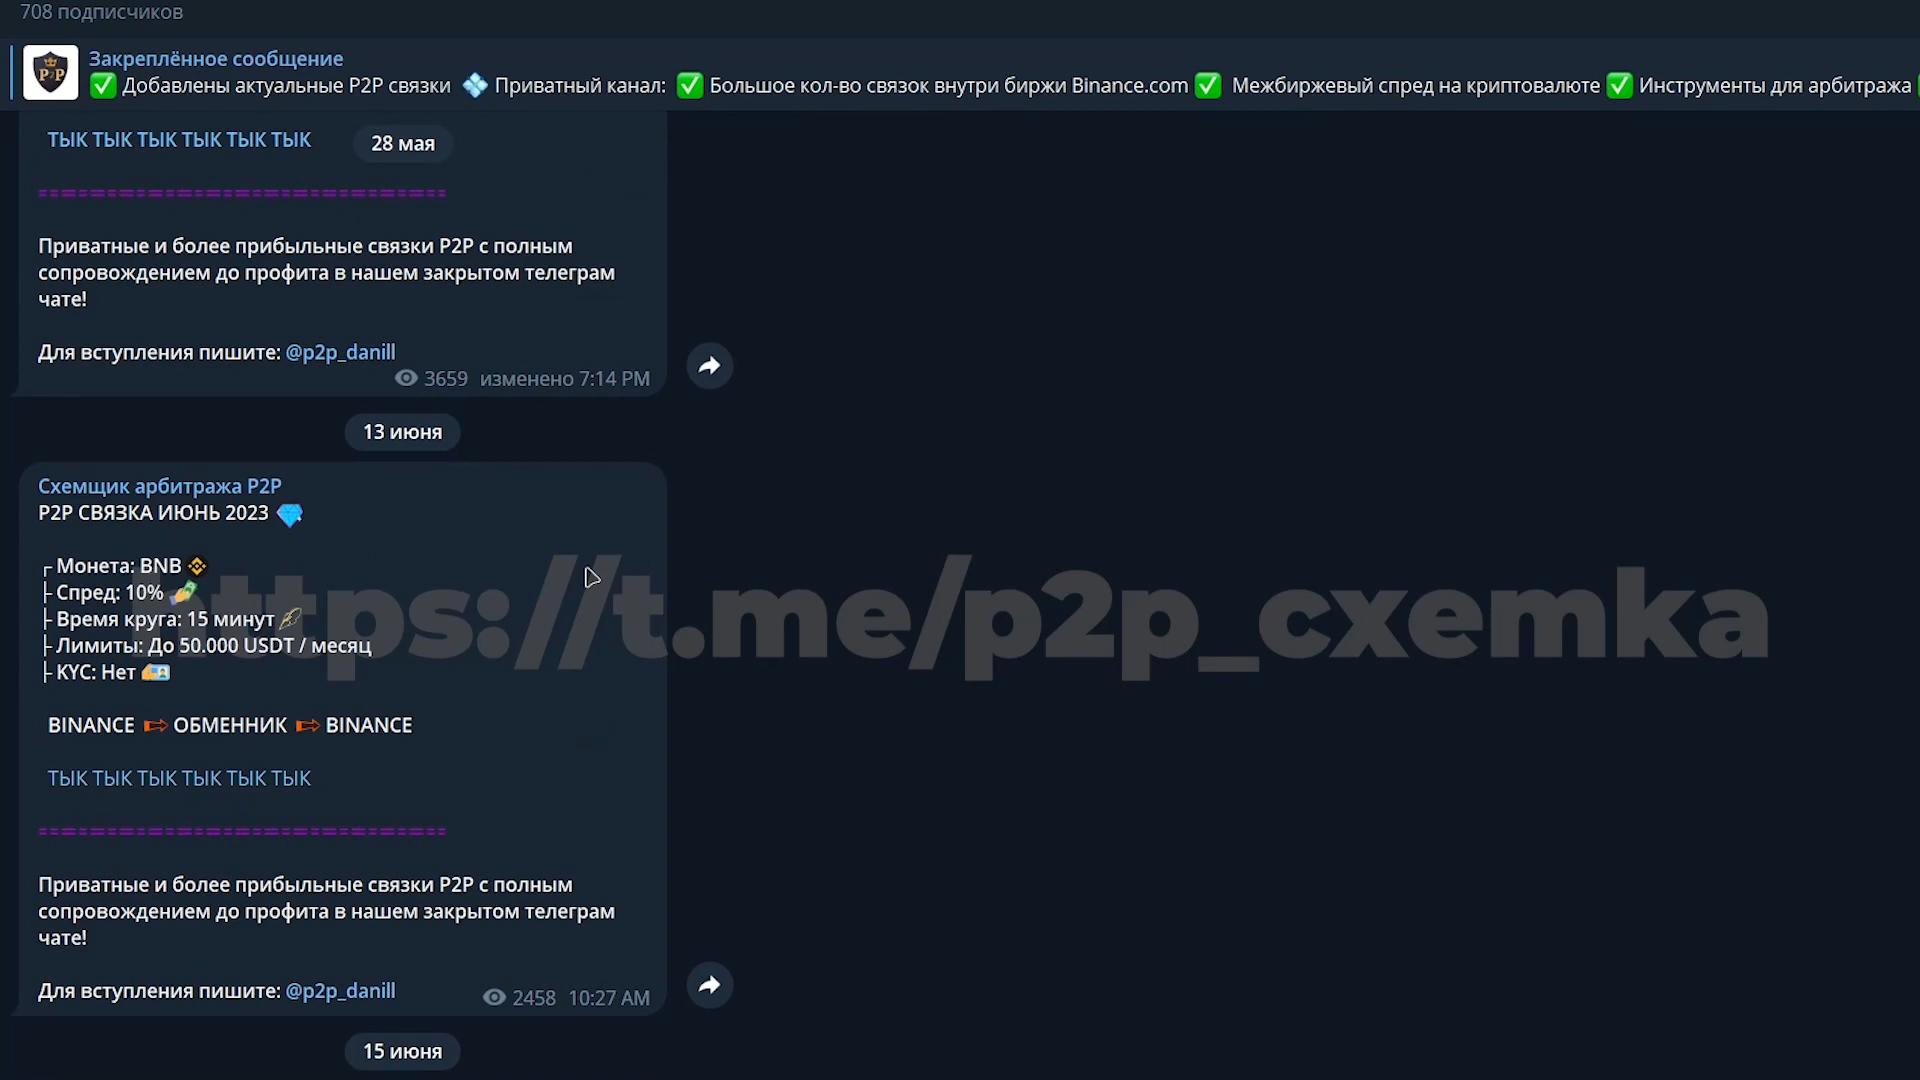 708 подписчиков
Закреплённое сообщение
✅ Добавлены актуальные P2P связки 💠 Приватный канал: ✅ Большое кол-во связок внутри биржи Binance.com ✅ Межбиржевый спред на криптовалюте ✅ Инструменты для арбитража
P2P
ТЫК ТЫК ТЫК ТЫК ТЫК ТЫК
28 мая
===================================
Приватные и более прибыльные связки P2P с полным
сопровождением до профита в нашем закрытом телеграм
чате!
Для вступления пишите: @p2p_danill
3659 изменено 7:14 PM
13 июня
Схемщик арбитража P2P
P2P СВЯЗКА ИЮНЬ 2023 💎
┌ Монета: BNB
├ Спред: 10% 💸
├ Время круга: 15 минут
├ Лимиты: До 50.000 USDT / месяц
├ KYC: Нет
https://t.me/p2p_cxemka
BINANCE ➡ ОБМЕННИК ➡ BINANCE
ТЫК ТЫК ТЫК ТЫК ТЫК ТЫК
===================================
Приватные и более прибыльные связки P2P с полным
сопровождением до профита в нашем закрытом телеграм
чате!
Для вступления пишите: @p2p_danill
2458 10:27 AM
15 июня